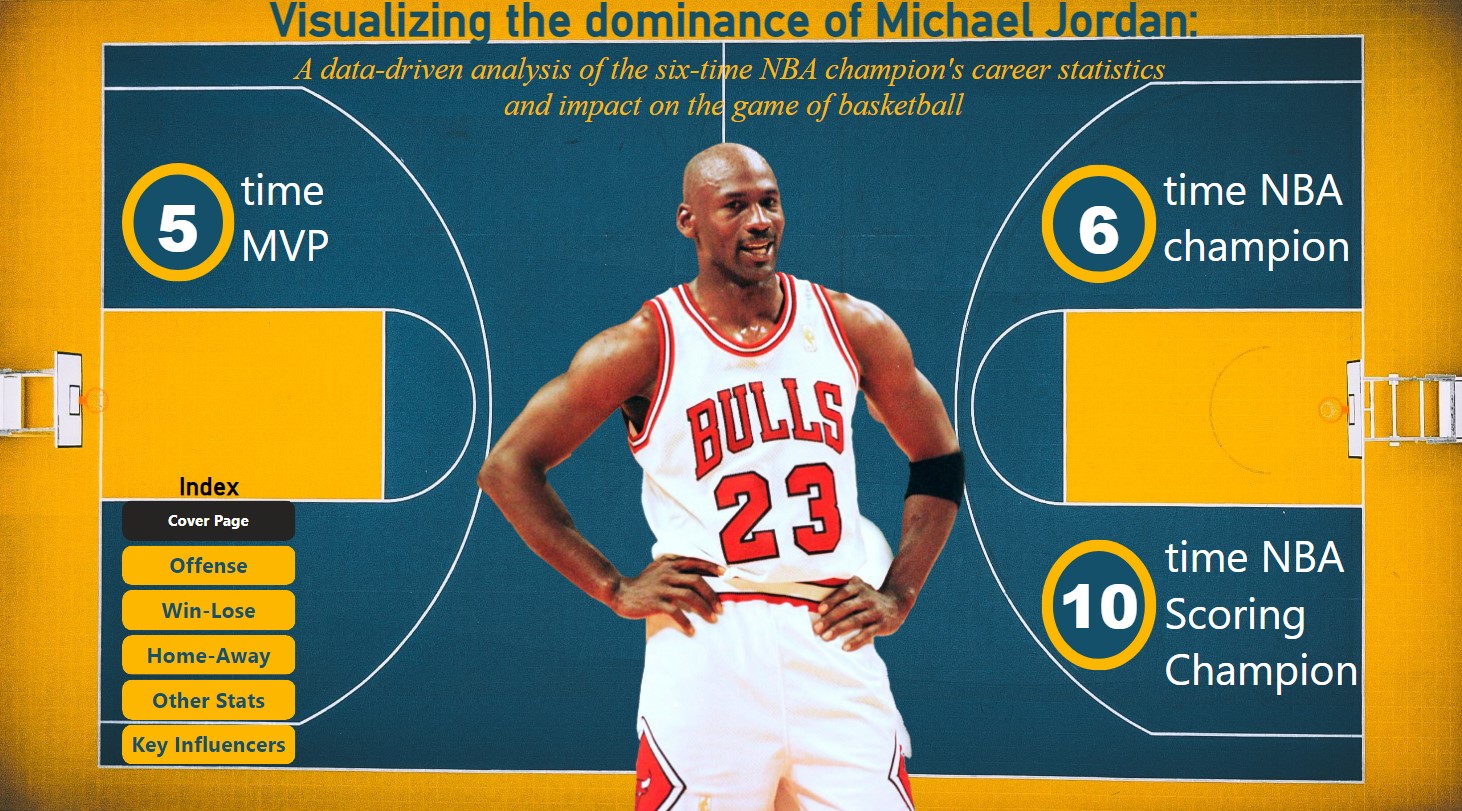 Visualizing the dominance of Michael Jordan:
A data-driven analysis of the six-time NBA champion's career statistics
and impact on the game of basketball
5
time
MVP
6
time NBA
champion
BULLS
23
10
time NBA
Scoring
Champion
Index
Cover Page
Offense
Win-Lose
Home-Away
Other Stats
Key Influencers